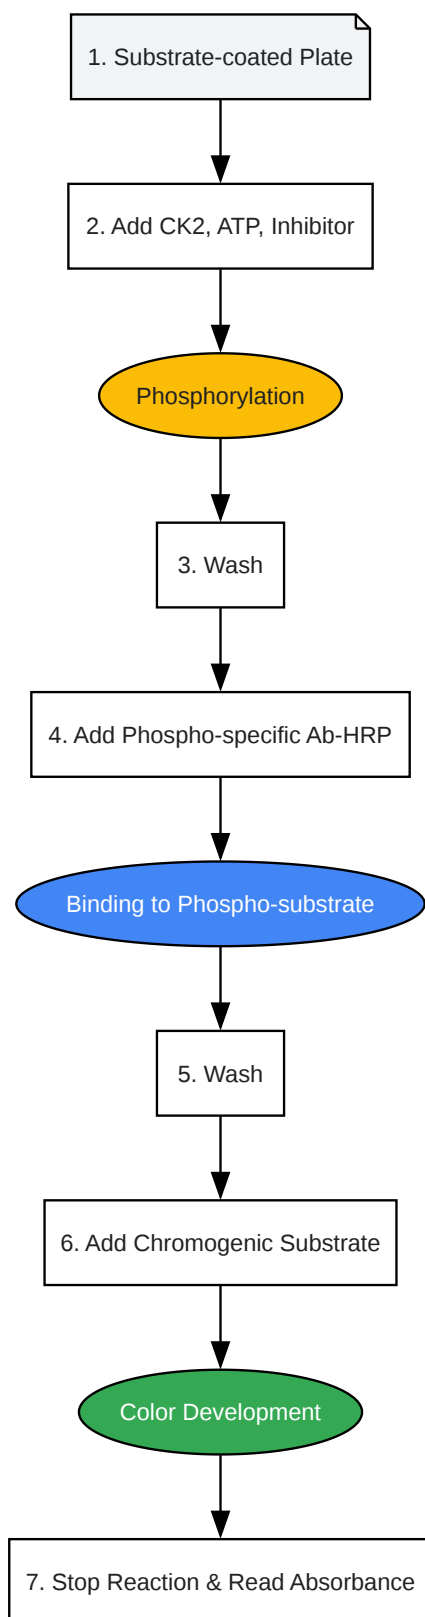 1. Substrate-coated Plate
2. Add CK2, ATP, Inhibitor
Phosphorylation
3. Wash
4. Add Phospho-specific Ab-HRP
Binding to Phospho-substrate
5. Wash
6. Add Chromogenic Substrate
Color Development
7. Stop Reaction & Read Absorbance